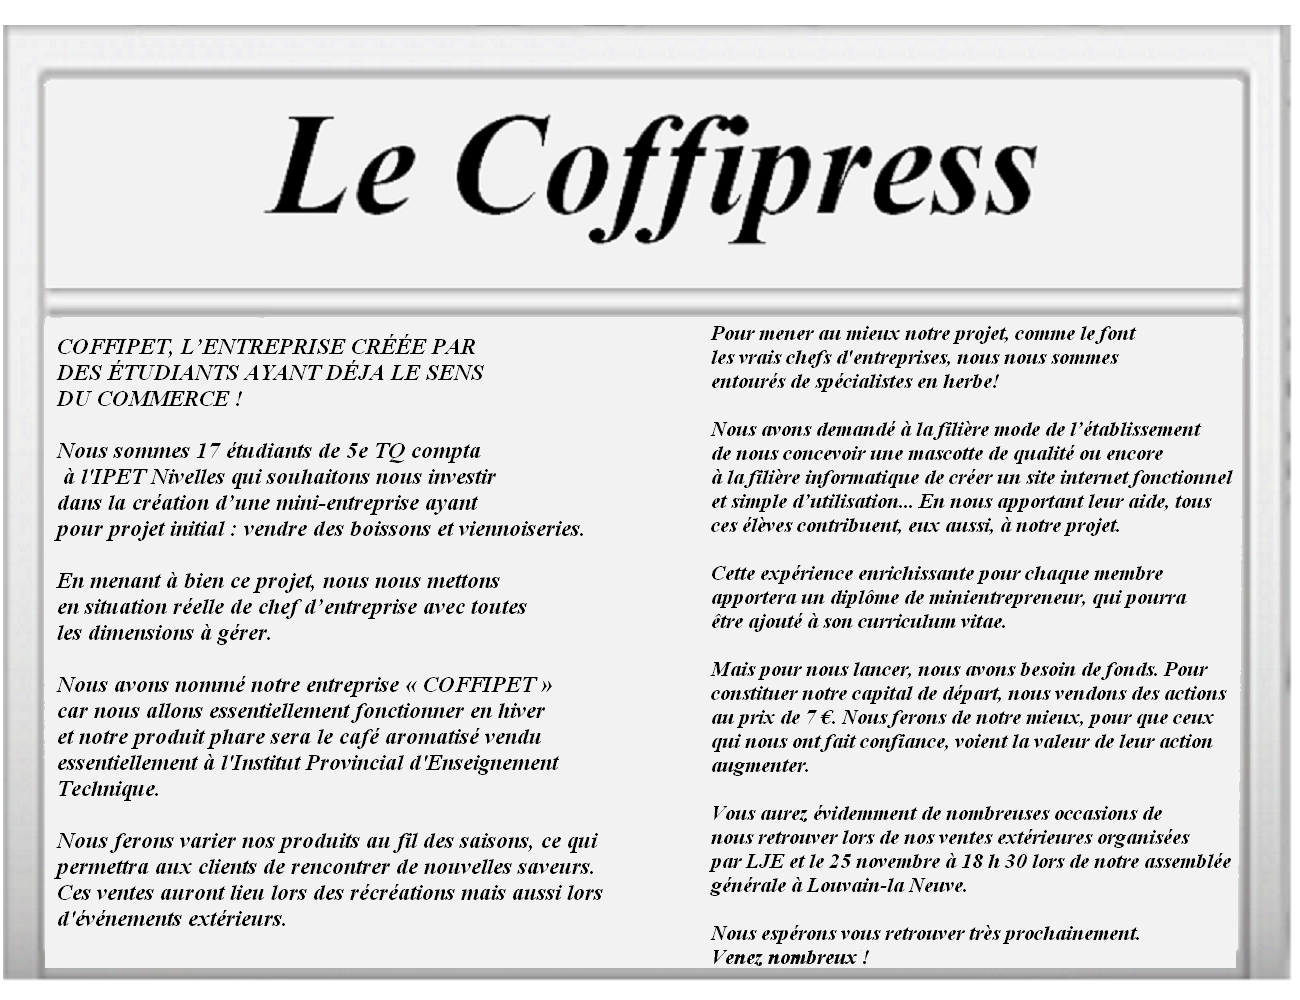 Le Coffipress
COFFIPET, L’ENTREPRISE CRÉÉE PAR
DES ÉTUDIANTS AYANT DÉJA LE SENS
DU COMMERCE !
Nous sommes 17 étudiants de 5e TQ compta
à l'IPET Nivelles qui souhaitons nous investir
dans la création d’une mini-entreprise ayant
pour projet initial : vendre des boissons et viennoiseries.
En menant à bien ce projet, nous nous mettons
en situation réelle de chef d’entreprise avec toutes
les dimensions à gérer.
Nous avons nommé notre entreprise « COFFIPET »
car nous allons essentiellement fonctionner en hiver
et notre produit phare sera le café aromatisé vendu
essentiellement à l'Institut Provincial d'Enseignement
Technique.
Nous ferons varier nos produits au fil des saisons, ce qui
permettra aux clients de rencontrer de nouvelles saveurs.
Ces ventes auront lieu lors des récréations mais aussi lors
d'événements extérieurs.
Pour mener au mieux notre projet, comme le font
les vrais chefs d'entreprises, nous nous sommes
entourés de spécialistes en herbe!
Nous avons demandé à la filière mode de l’établissement
de nous concevoir une mascotte de qualité ou encore
à la filière informatique de créer un site internet fonctionnel
et simple d’utilisation... En nous apportant leur aide, tous
ces élèves contribuent, eux aussi, à notre projet.
Cette expérience enrichissante pour chaque membre
apportera un diplôme de minientrepreneur, qui pourra
être ajouté à son curriculum vitae.
Mais pour nous lancer, nous avons besoin de fonds. Pour
constituer notre capital de départ, nous vendons des actions
au prix de 7 €. Nous ferons de notre mieux, pour que ceux
qui nous ont fait confiance, voient la valeur de leur action
augmenter.
Vous aurez évidemment de nombreuses occasions de
nous retrouver lors de nos ventes extérieures organisées
par LJE et le 25 novembre à 18 h 30 lors de notre assemblée
générale à Louvain-la Neuve.
Nous espérons vous retrouver très prochainement.
Venez nombreux !